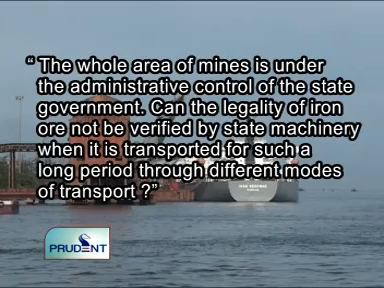 “ The whole area of mines is under
the administrative control of the state
government. Can the legality of iron
ore not be verified by state machinery
when it is transported for such a
long period through different modes
of transport ?”
PRUDENT